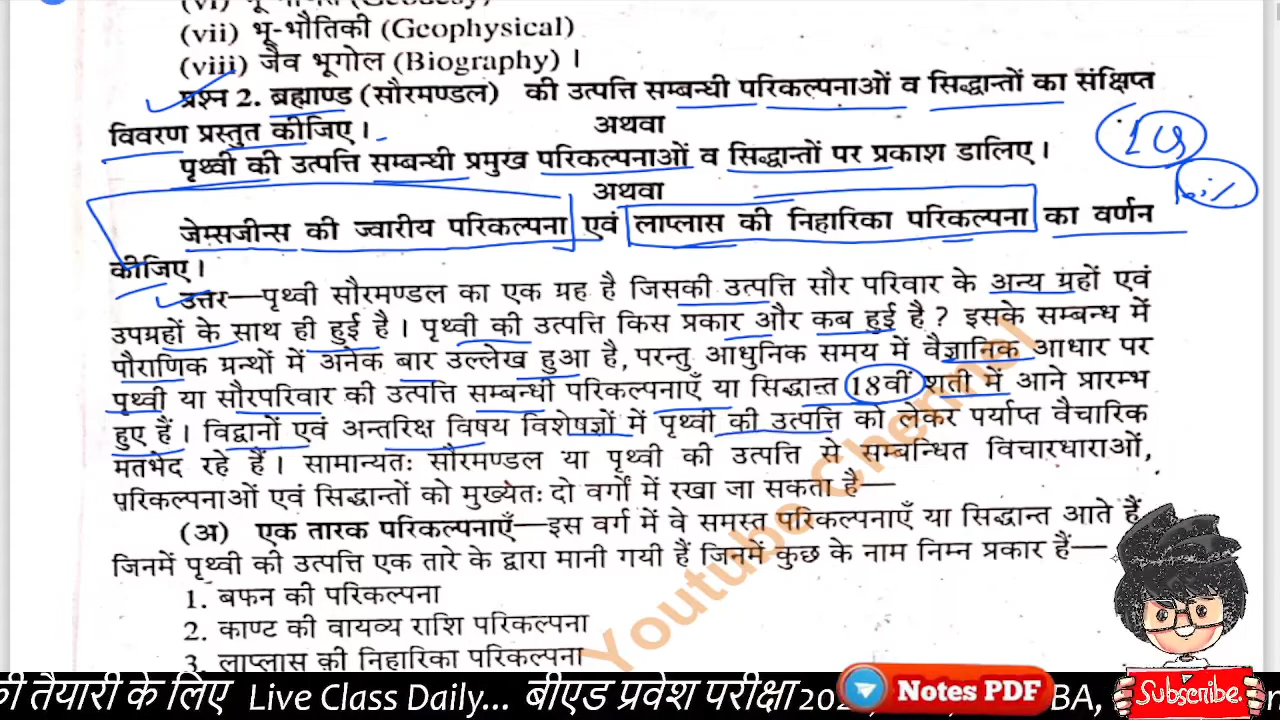 (vii) भू-भौतिकी (Geophysical)
(viii) जैव भूगोल (Biography) ।
प्रश्न 2. ब्रह्माण्ड (सौरमण्डल) की उत्पत्ति सम्बन्धी परिकल्पनाओं व सिद्धान्तों का संक्षिप्त
विवरण प्रस्तुत कीजिए।
अथवा
पृथ्वी की उत्पत्ति सम्बन्धी प्रमुख परिकल्पनाओं व सिद्धान्तों पर प्रकाश डालिए।
अथवा
जेम्सजीन्स की ज्वारीय परिकल्पना एवं लाप्लास की निहारिका परिकल्पना का वर्णन
कीजिए।
उत्तर—पृथ्वी सौरमण्डल का एक ग्रह है जिसकी उत्पत्ति सौर परिवार के अन्य ग्रहों एवं
उपग्रहों के साथ ही हुई है। पृथ्वी की उत्पत्ति किस प्रकार और कब हुई है? इसके सम्बन्ध में
पौराणिक ग्रन्थों में अनेक बार उल्लेख हुआ है, परन्तु आधुनिक समय में वैज्ञानिक आधार पर
पृथ्वी या सौरपरिवार की उत्पत्ति सम्बन्धी परिकल्पनाएँ या सिद्धान्त 18वीं शती में आने प्रारम्भ
हुए हैं। विद्वानों एवं अन्तरिक्ष विषय विशेषज्ञों में पृथ्वी की उत्पत्ति को लेकर पर्याप्त वैचारिक
मतभेद रहे हैं। सामान्यतः सौरमण्डल या पृथ्वी की उत्पत्ति से सम्बन्धित विचारधाराओं,
परिकल्पनाओं एवं सिद्धान्तों को मुख्येतः दो वर्गों में रखा जा सकता है—
(अ) एक तारक परिकल्पनाएँ—इस वर्ग में वे समस्त परिकल्पनाएँ या सिद्धान्त आते हैं
जिनमें पृथ्वी की उत्पत्ति एक तारे के द्वारा मानी गयी हैं जिनमें कुछ के नाम निम्न प्रकार हैं—
1. बफन की परिकल्पना
2. काण्ट की वायव्य राशि परिकल्पना
3. लाप्लास की निहारिका परिकल्पना
Youtube Channal
की तैयारी के लिए Live Class Daily... बीएड प्रवेश परीक्षा 202
Notes PDF
BA,
Subscribe.